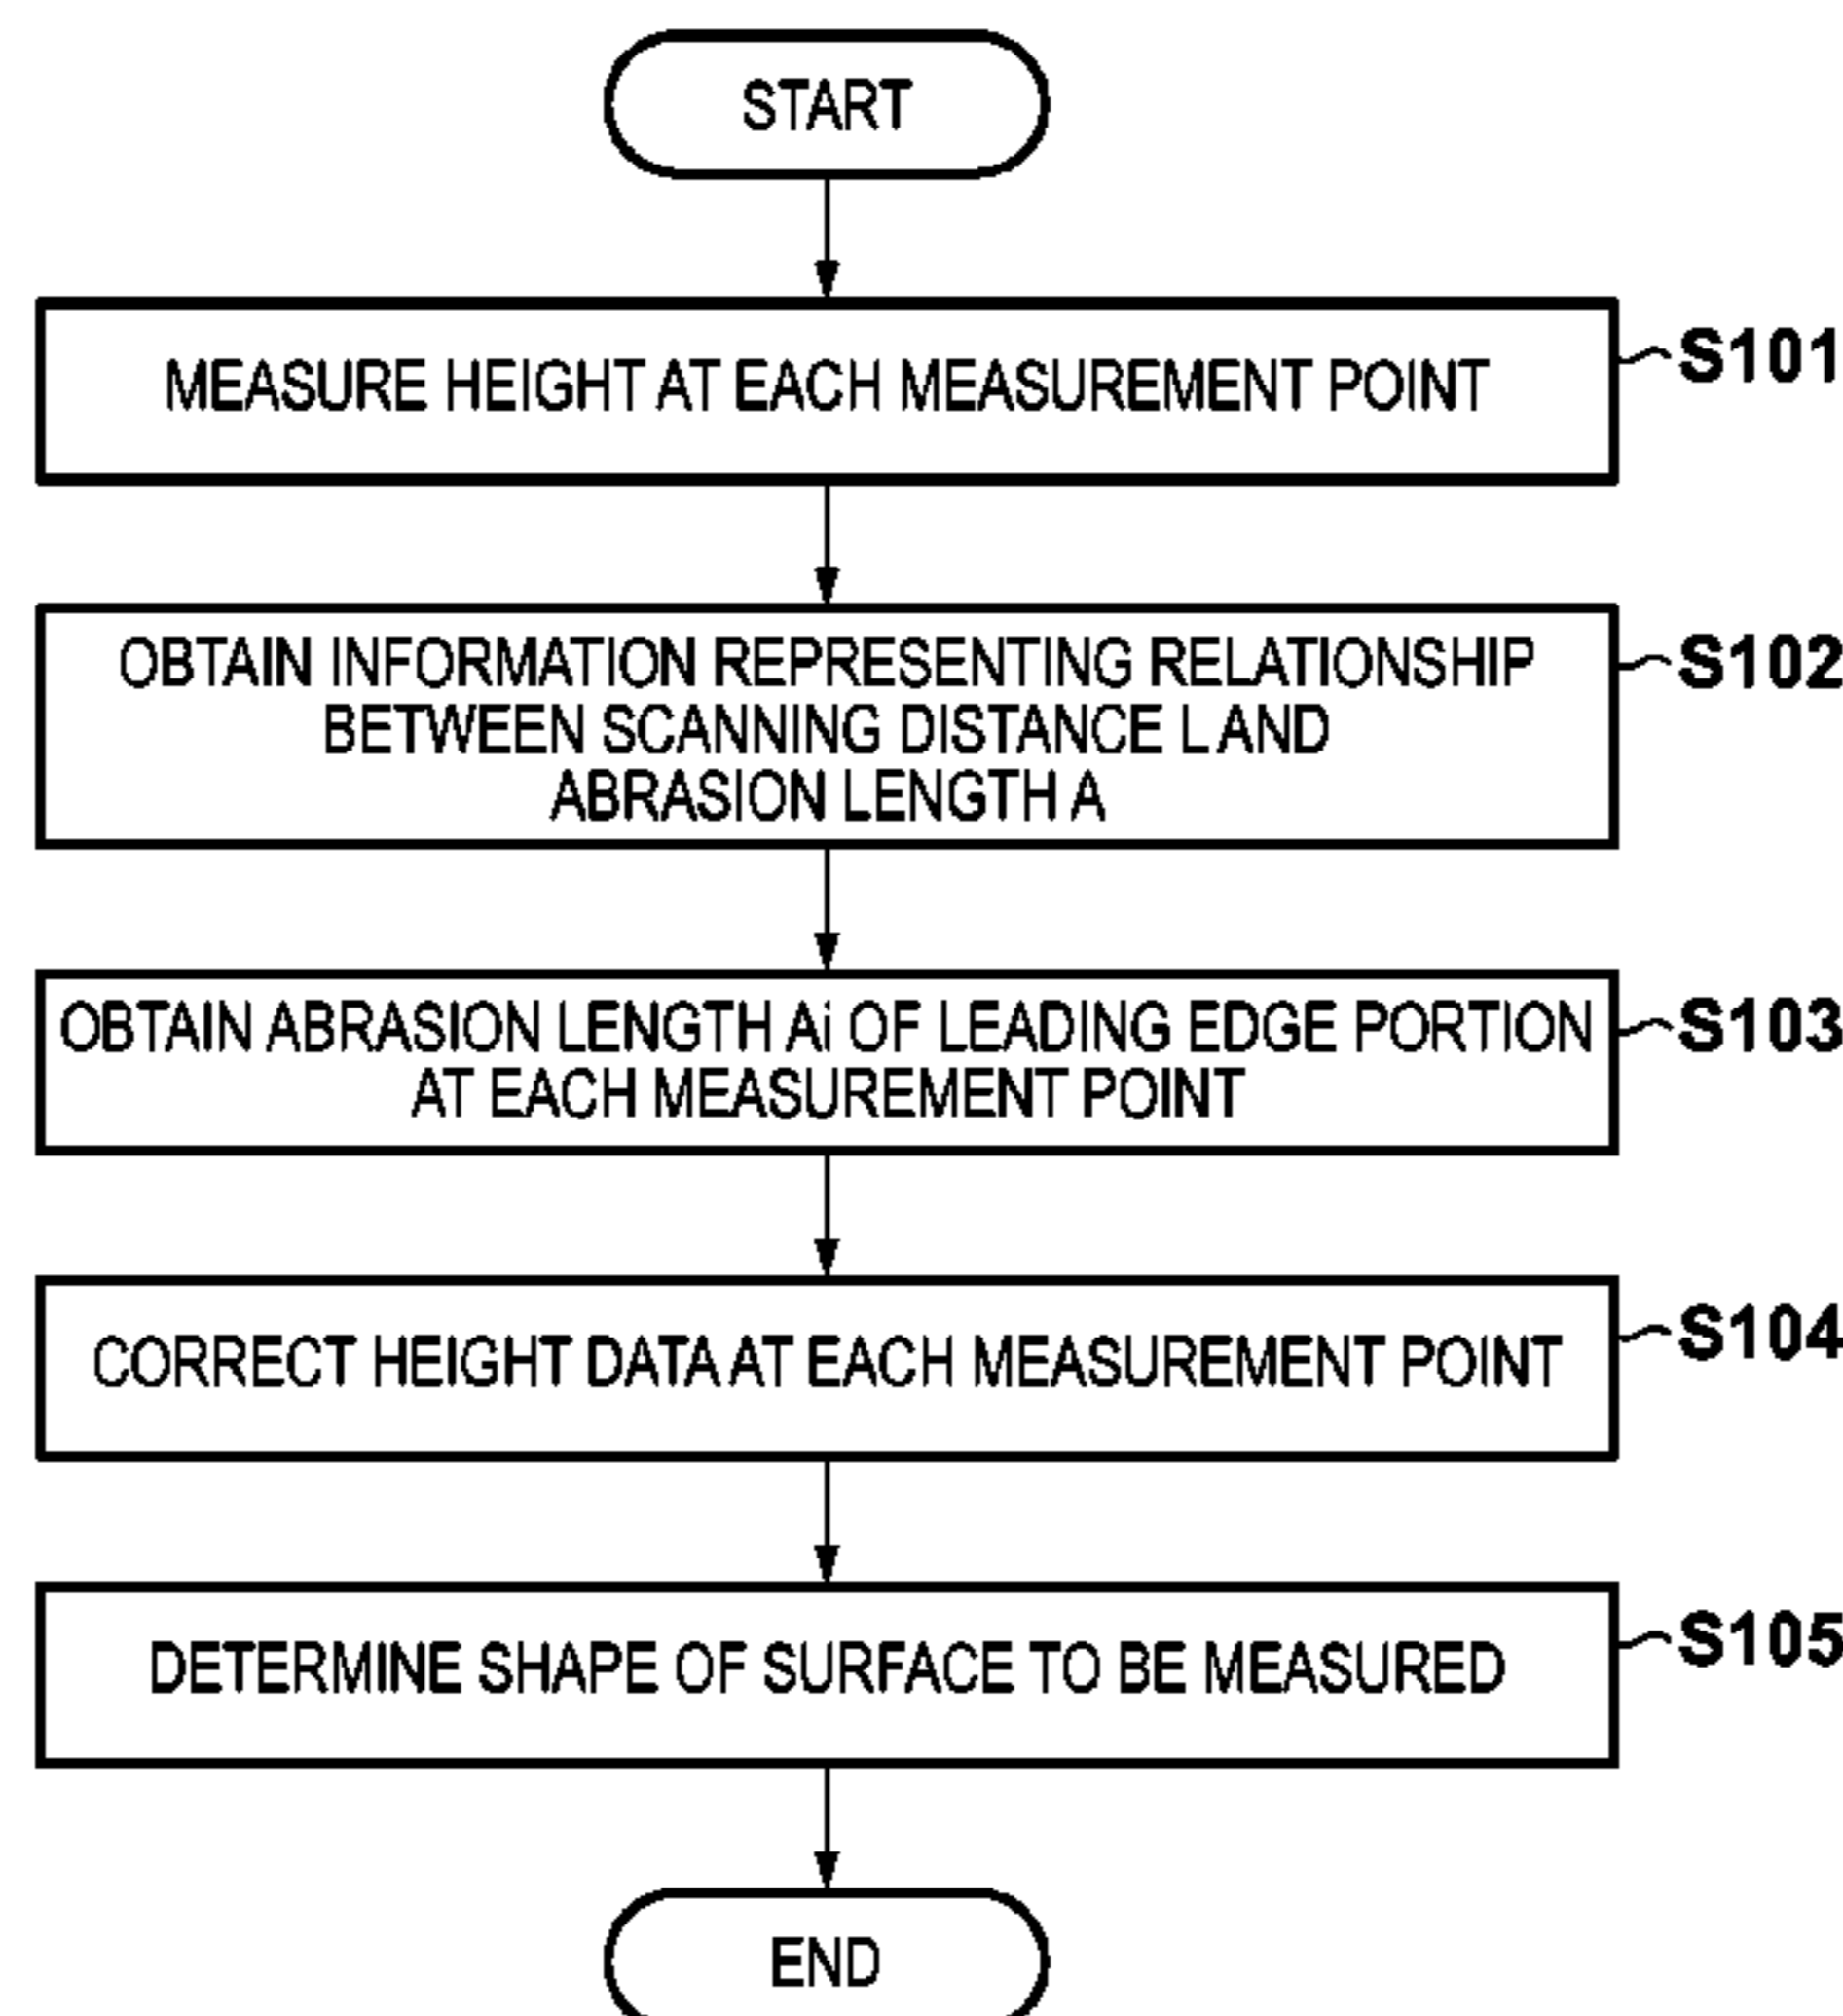 START
MEASURE HEIGHT AT EACH MEASUREMENT POINT
S101
OBTAIN INFORMATION REPRESENTING RELATIONSHIP
BETWEEN SCANNING DISTANCE L AND
ABRASION LENGTH A
S102
OBTAIN ABRASION LENGTH Ai OF LEADING EDGE PORTION
AT EACH MEASUREMENT POINT
S103
CORRECT HEIGHT DATA AT EACH MEASUREMENT POINT
S104
DETERMINE SHAPE OF SURFACE TO BE MEASURED
S105
END